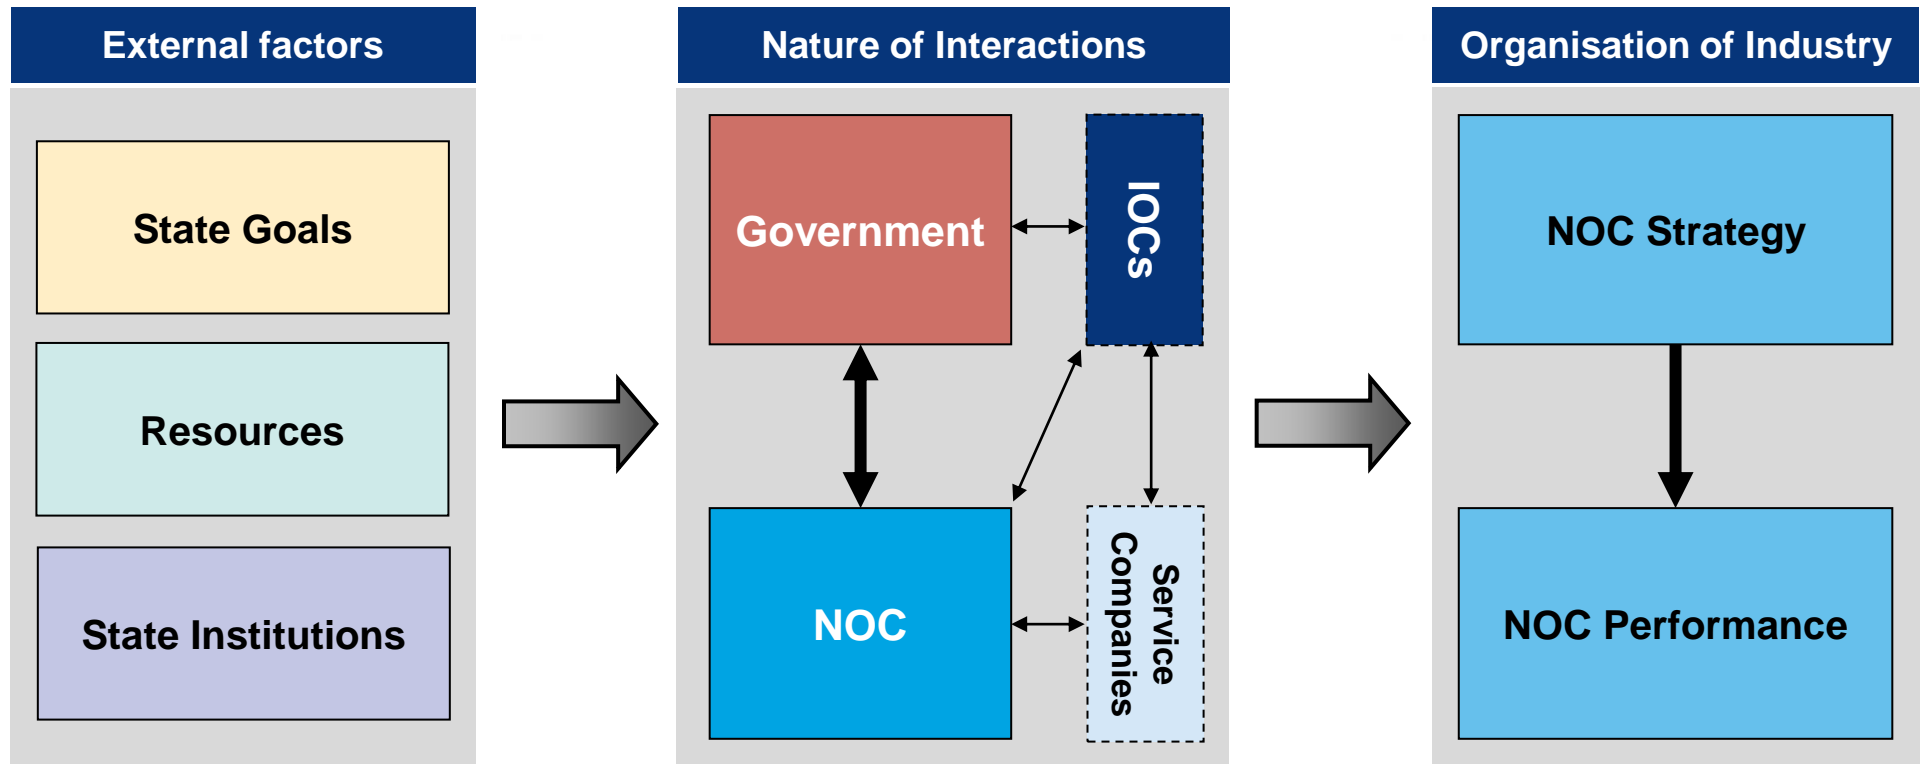 External factors
State Goals
Resources
State Institutions
Nature of Interactions
Government
IOCs
NOC
Service
Companies
Organisation of Industry
NOC Strategy
NOC Performance